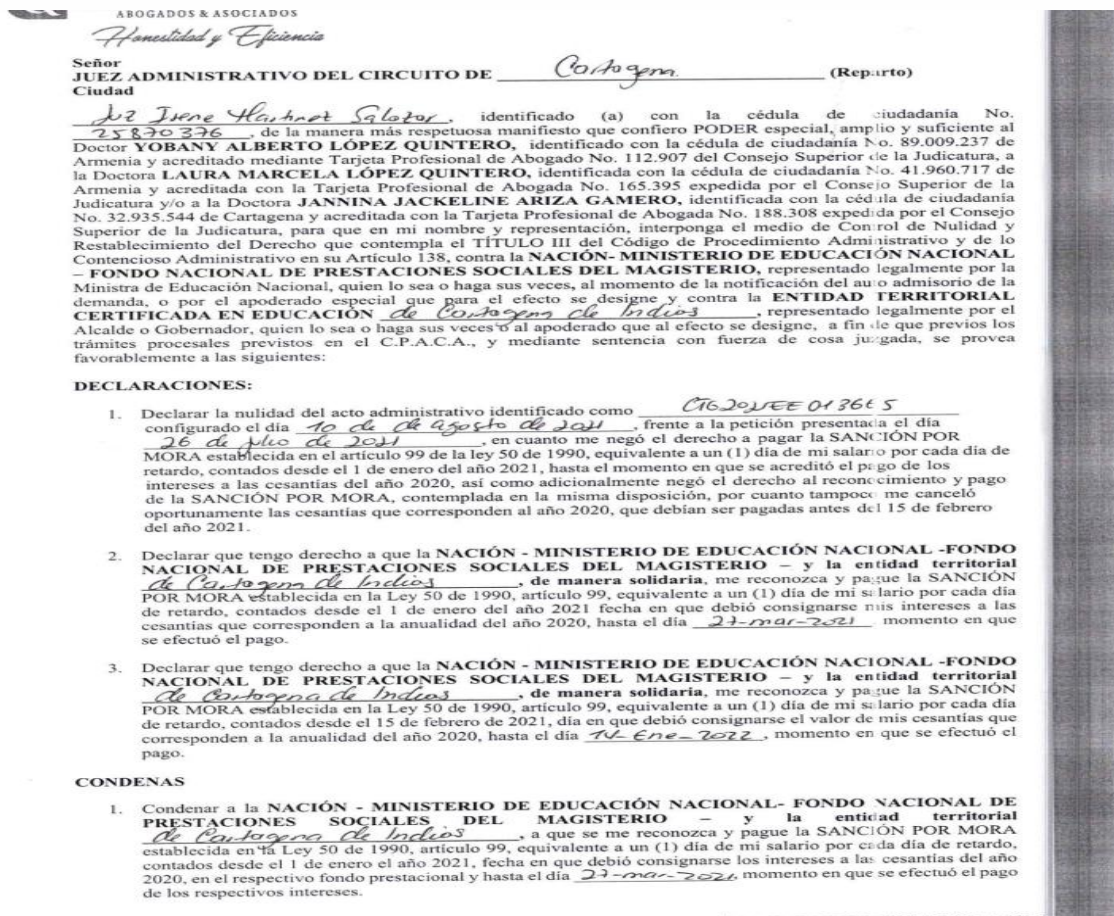 ABOGADOS & ASOCIADOS
Honestidad y Eficiencia
Señor
JUEZ ADMINISTRATIVO DEL CIRCUITO DE Cartagena. (Reparto)
Ciudad
Luz Irene Martinez Salazar, identificado (a) con la cédula de ciudadanía No.
25870376, de la manera más respetuosa manifiesto que confiero PODER especial, amplio y suficiente al
Doctor YOBANY ALBERTO LÓPEZ QUINTERO, identificado con la cédula de ciudadanía No. 89.009.237 de
Armenia y acreditado mediante Tarjeta Profesional de Abogado No. 112.907 del Consejo Superior de la Judicatura, a
la Doctora LAURA MARCELA LÓPEZ QUINTERO, identificada con la cédula de ciudadanía No. 41.960.717 de
Armenia y acreditada con la Tarjeta Profesional de Abogada No. 165.395 expedida por el Consejo Superior de la
Judicatura y/o a la Doctora JANNINA JACKELINE ARIZA GAMERO, identificada con la cédula de ciudadanía
No. 32.935.544 de Cartagena y acreditada con la Tarjeta Profesional de Abogada No. 188.308 expedida por el Consejo
Superior de la Judicatura, para que en mi nombre y representación, interponga el medio de Control de Nulidad y
Restablecimiento del Derecho que contempla el TÍTULO III del Código de Procedimiento Administrativo y de lo
Contencioso Administrativo en su Artículo 138, contra la NACIÓN- MINISTERIO DE EDUCACIÓN NACIONAL
– FONDO NACIONAL DE PRESTACIONES SOCIALES DEL MAGISTERIO, representado legalmente por la
Ministra de Educación Nacional, quien lo sea o haga sus veces, al momento de la notificación del auto admisorio de la
demanda, o por el apoderado especial que para el efecto se designe y contra la ENTIDAD TERRITORIAL
CERTIFICADA EN EDUCACIÓN de Cartagena de Indias, representado legalmente por el
Alcalde o Gobernador, quien lo sea o haga sus veces o al apoderado que al efecto se designe, a fin de que previos los
trámites procesales previstos en el C.P.A.C.A., y mediante sentencia con fuerza de cosa juzgada, se provea
favorablemente a las siguientes:
DECLARACIONES:
1. Declarar la nulidad del acto administrativo identificado como
configurado el día 10 de de agosto de 2021, frente a la petición presentada el día
26 de julio de 2021, en cuanto me negó el derecho a pagar la SANCIÓN POR
MORA establecida en el artículo 99 de la ley 50 de 1990, equivalente a un (1) día de mi salario por cada día de
retardo, contados desde el 1 de enero del año 2021, hasta el momento en que se acreditó el pago de los
intereses a las cesantías del año 2020, así como adicionalmente negó el derecho al reconocimiento y pago
de la SANCIÓN POR MORA, contemplada en la misma disposición, por cuanto tampoco me canceló
oportunamente las cesantías que corresponden al año 2020, que debían ser pagadas antes del 15 de febrero
del año 2021.
2. Declarar que tengo derecho a que la NACIÓN - MINISTERIO DE EDUCACIÓN NACIONAL -FONDO
NACIONAL DE PRESTACIONES SOCIALES DEL MAGISTERIO – y la entidad territorial
de Cartagena de Indias, de manera solidaria, me reconozca y pague la SANCIÓN
POR MORA establecida en la Ley 50 de 1990, artículo 99, equivalente a un (1) día de mi salario por cada día
de retardo, contados desde el 1 de enero del año 2021 fecha en que debió consignarse mis intereses a las
cesantías que corresponden a la anualidad del año 2020, hasta el día 27-mar-2021 momento en que
se efectuó el pago.
3. Declarar que tengo derecho a que la NACIÓN - MINISTERIO DE EDUCACIÓN NACIONAL -FONDO
NACIONAL DE PRESTACIONES SOCIALES DEL MAGISTERIO – y la entidad territorial
de Cartagena de Indias, de manera solidaria, me reconozca y pague la SANCIÓN
POR MORA establecida en la Ley 50 de 1990, artículo 99, equivalente a un (1) día de mi salario por cada día
de retardo, contados desde el 15 de febrero de 2021, día en que debió consignarse el valor de mis cesantías que
corresponden a la anualidad del año 2020, hasta el día 14-Ene-2022, momento en que se efectuó el
pago.
CONDENAS
1. Condenar a la NACIÓN - MINISTERIO DE EDUCACIÓN NACIONAL- FONDO NACIONAL DE
PRESTACIONES SOCIALES DEL MAGISTERIO – y la entidad territorial
de Cartagena de Indias, a que se me reconozca y pague la SANCIÓN POR MORA
establecida en la Ley 50 de 1990, artículo 99, equivalente a un (1) día de mi salario por cada día de retardo,
contados desde el 1 de enero el año 2021, fecha en que debió consignarse los intereses a las cesantías del año
2020, en el respectivo fondo prestacional y hasta el día 27-mar-2021, momento en que se efectuó el pago
de los respectivos intereses.